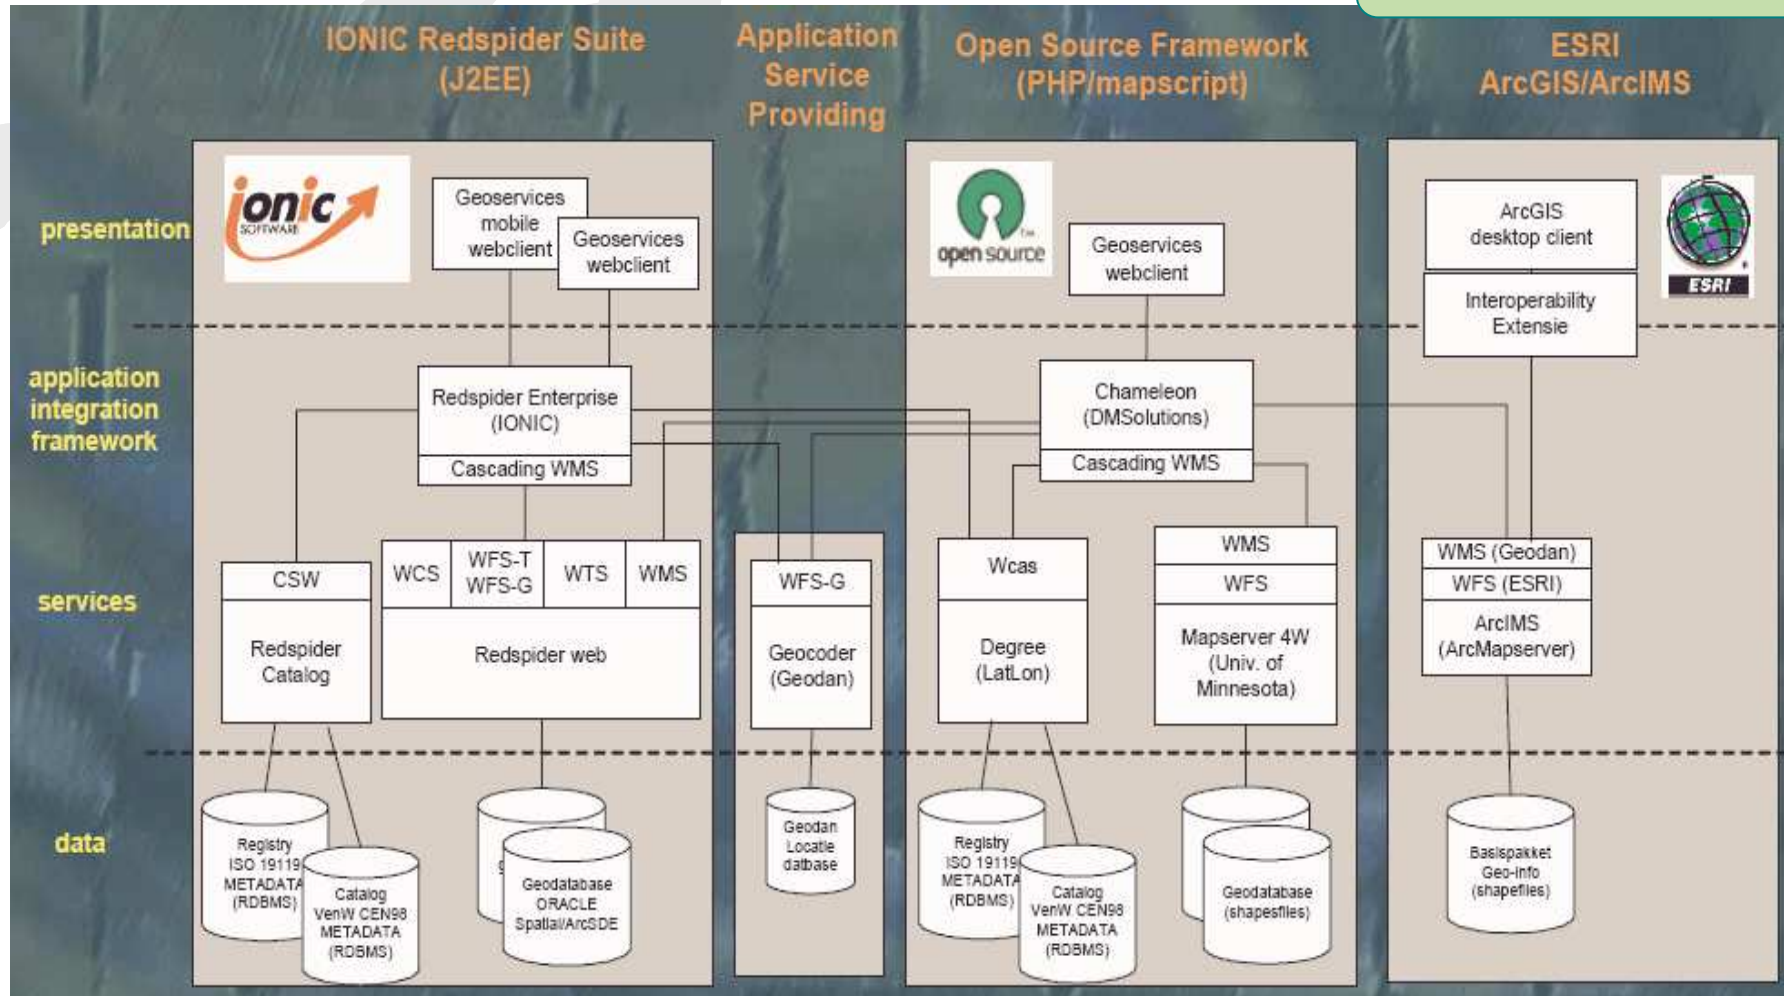 IONIC Redspider Suite
(J2EE)
Application
Service
Providing
Open Source Framework
(PHP/mapscript)
ESRI
ArcGIS/ArcIMS
presentation
ionic
SOFTWARE
Geoservices
mobile
webclient
Geoservices
webclient
open source
TM
Geoservices
webclient
ArcGIS
desktop client
Interoperability
Extensie
ESRI
application
integration
framework
Redspider Enterprise
(IONIC)
Cascading WMS
Chameleon
(DMSolutions)
Cascading WMS
services
CSW
Redspider
Catalog
WCS
WFS-T
WFS-G
WTS
WMS
Redspider web
WFS-G
Geocoder
(Geodan)
Wcas
Degree
(LatLon)
WMS
WFS
Mapserver 4W
(Univ. of
Minnesota)
WMS (Geodan)
WFS (ESRI)
ArcIMS
(ArcMapserver)
data
Registry
ISO 19119
METADATA
(RDBMS)
Catalog
VenW CEN98
METADATA
(RDBMS)
Geodatabase
ORACLE
Spatial/ArcSDE
Geodan
Locatie
datbase
Registry
ISO 19119
METADATA
(RDBMS)
Catalog
VenW CEN98
METADATA
(RDBMS)
Geodatabase
(shapesfiles)
Basispakket
Geo-info
(shapefiles)